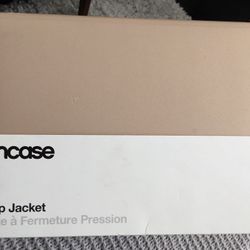 ncase
p Jacket
e à Fermeture Pression